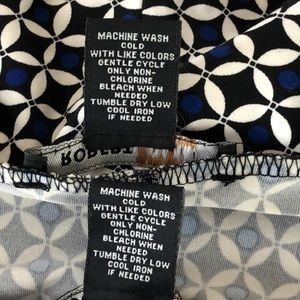 MACHINE WASH
COLD
WITH LIKE COLORS
GENTLE CYCLE
ONLY NON-
CHLORINE
BLEACH WHEN
NEEDED
TUMBLE DRY LOW
COOL IRON
IF NEEDED
ROBERT
MACHINE WASH
COLD
WITH LIKE COLORS
GENTLE CYCLE
ONLY NON-
CHLORINE
BLEACH WHEN
NEEDED
TUMBLE DRY LOW
COOL IRON
IF NEEDED